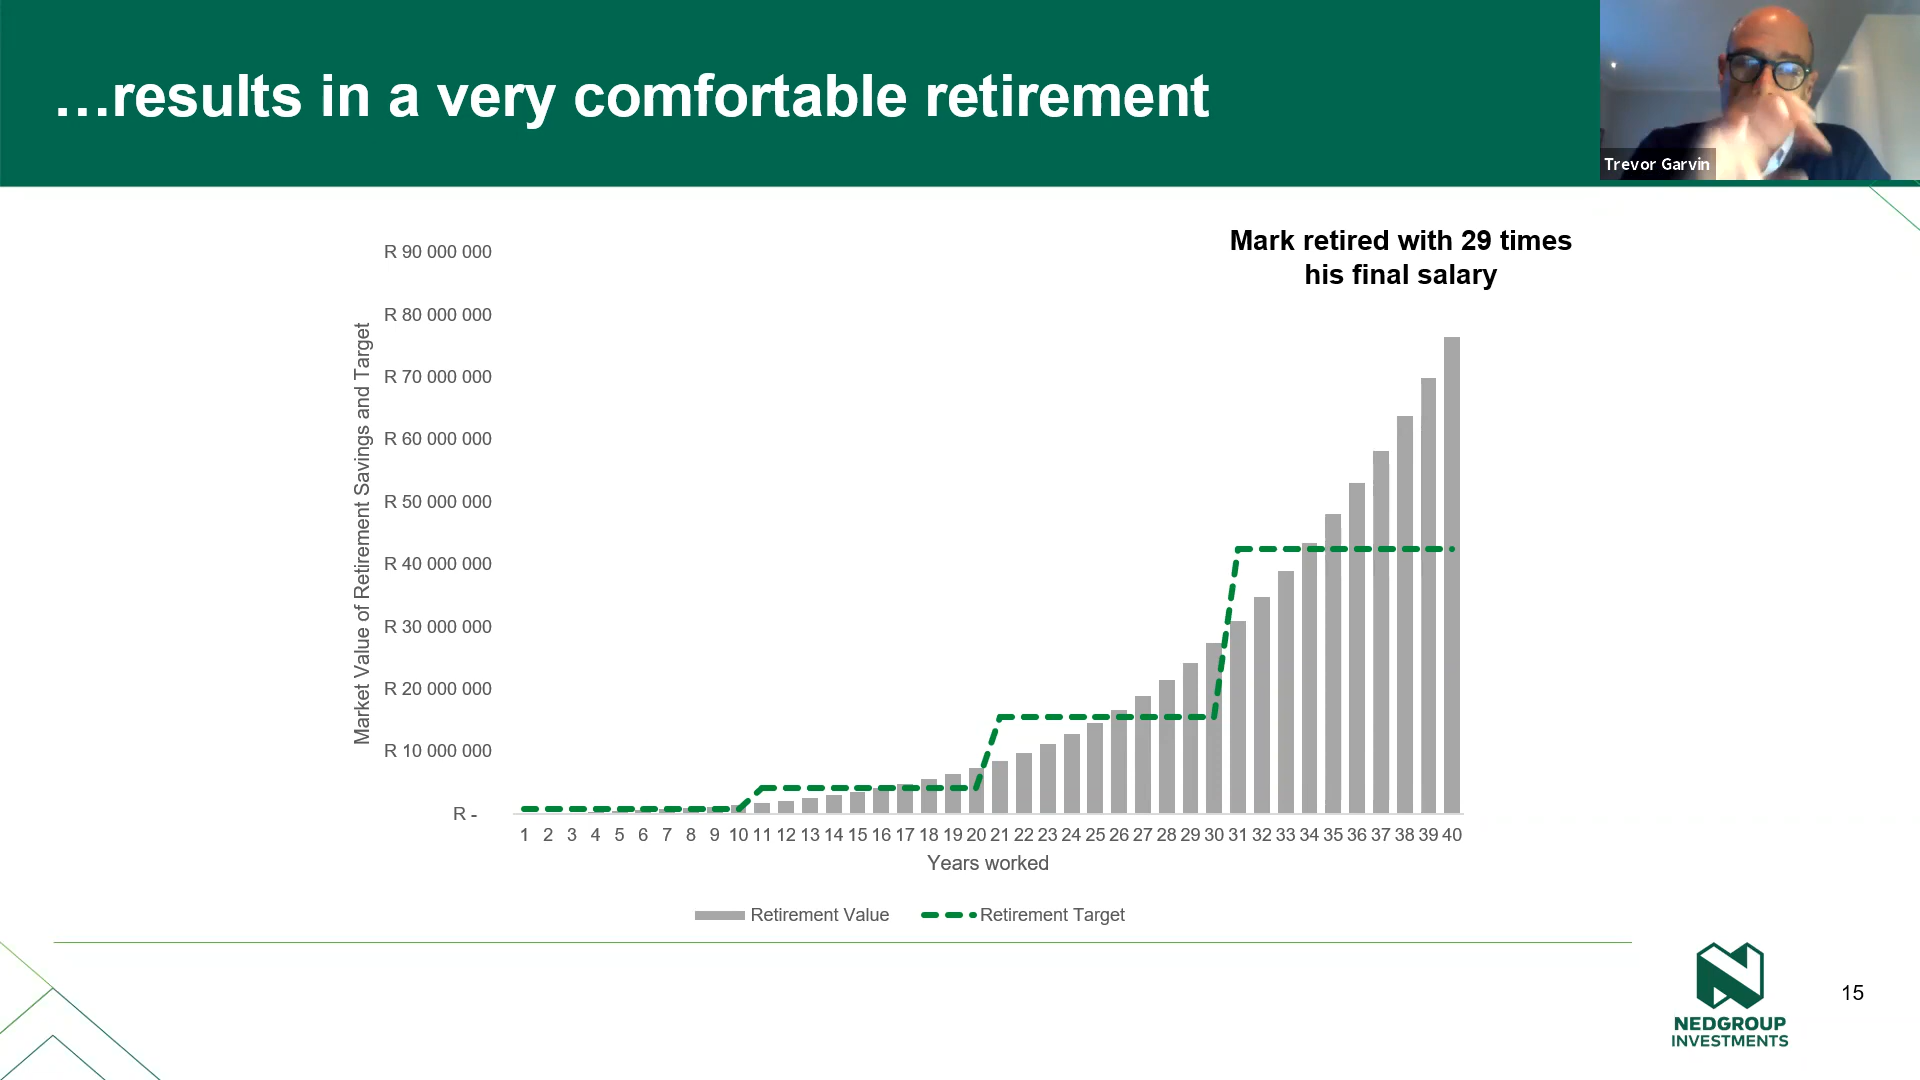 …results in a very comfortable retirement
Trevor Garvin
Mark retired with 29 times
his final salary
Market Value of Retirement Savings and Target
R 90 000 000
R 80 000 000
R 70 000 000
R 60 000 000
R 50 000 000
R 40 000 000
R 30 000 000
R 20 000 000
R 10 000 000
R -
1 2 3 4 5 6 7 8 9 10 11 12 13 14 15 16 17 18 19 20 21 22 23 24 25 26 27 28 29 30 31 32 33 34 35 36 37 38 39 40
Years worked
Retirement Value Retirement Target
NEDGROUP
INVESTMENTS
15